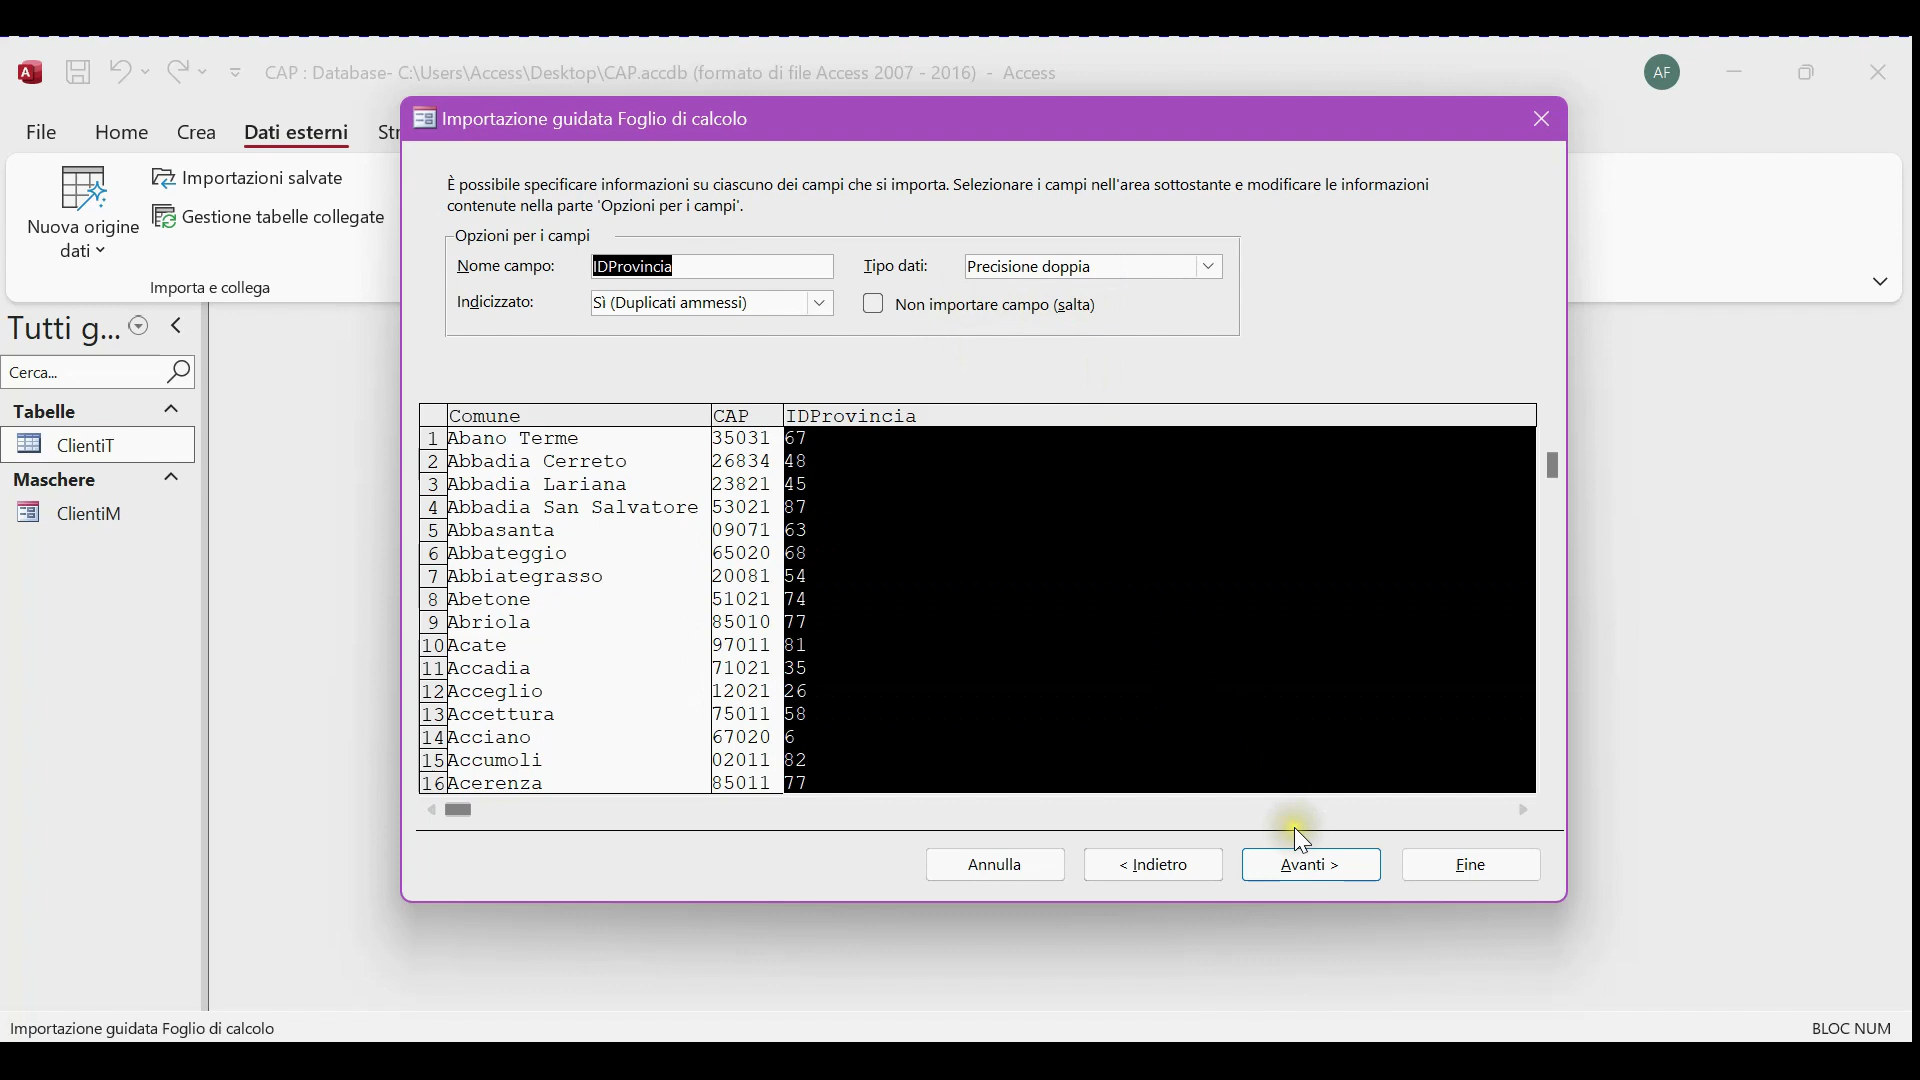 A CAP : Database- C:\Users\Access\Desktop\CAP.accdb (formato di file Access 2007 - 2016) - Access AF
File Home Crea Dati esterni Str
Nuova origine dati
Importazioni salvate
Gestione tabelle collegate
Importa e collega
Tutti g...
Cerca...
Tabelle
ClientiT
Maschere
ClientiM
Importazione guidata Foglio di calcolo
È possibile specificare informazioni su ciascuno dei campi che si importa. Selezionare i campi nell'area sottostante e modificare le informazioni
contenute nella parte 'Opzioni per i campi'.
Opzioni per i campi
Nome campo: IDProvincia Tipo dati: Precisione doppia
Indicizzato: Sì (Duplicati ammessi) Non importare campo (salta)
Comune CAP IDProvincia
1 Abano Terme 35031 67
2 Abbadia Cerreto 26834 48
3 Abbadia Lariana 23821 45
4 Abbadia San Salvatore 53021 87
5 Abbasanta 09071 63
6 Abbateggio 65020 68
7 Abbiategrasso 20081 54
8 Abetone 51021 74
9 Abriola 85010 77
10 Acate 97011 81
11 Accadia 71021 35
12 Acceglio 12021 26
13 Accettura 75011 58
14 Acciano 67020 6
15 Accumoli 02011 82
16 Acerenza 85011 77
Annulla < Indietro Avanti > Fine
Importazione guidata Foglio di calcolo BLOC NUM